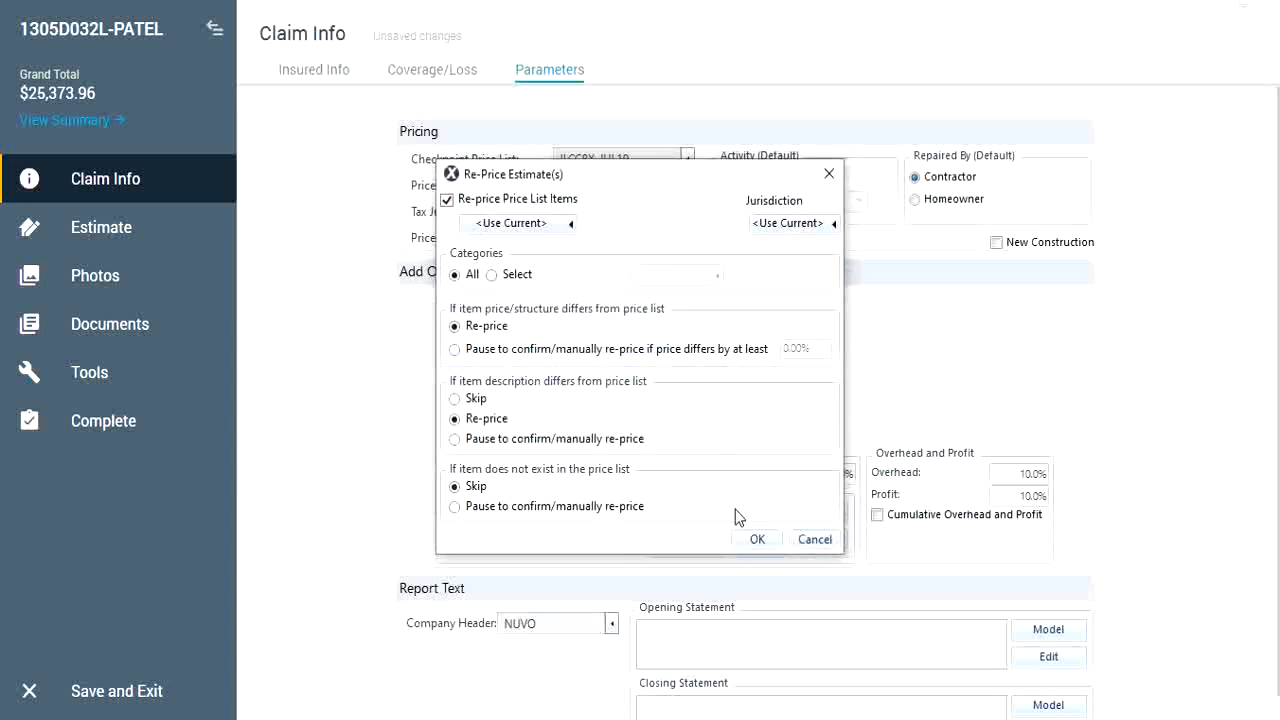 1305D032L-PATEL
Grand Total
$25,373.96
View Summary →
Claim Info
Estimate
Photos
Documents
Tools
Complete
Save and Exit
Claim Info Unsaved changes
Insured Info Coverage/Loss Parameters
Pricing
Activity (Default)
Repaired By (Default)
Contractor
Homeowner
New Construction
Re-Price Estimate(s)
Re-price Price List Items
Jurisdiction
<Use Current> <Use Current>
Categories
All Select
If item price/structure differs from price list
Re-price
Pause to confirm/manually re-price if price differs by at least 0.00%
If item description differs from price list
Skip
Re-price
Pause to confirm/manually re-price
If item does not exist in the price list
Skip
Pause to confirm/manually re-price
OK Cancel
Overhead and Profit
Overhead: 10.0%
Profit: 10.0%
Cumulative Overhead and Profit
Report Text
Company Header: NUVO
Opening Statement
Model
Edit
Closing Statement
Model